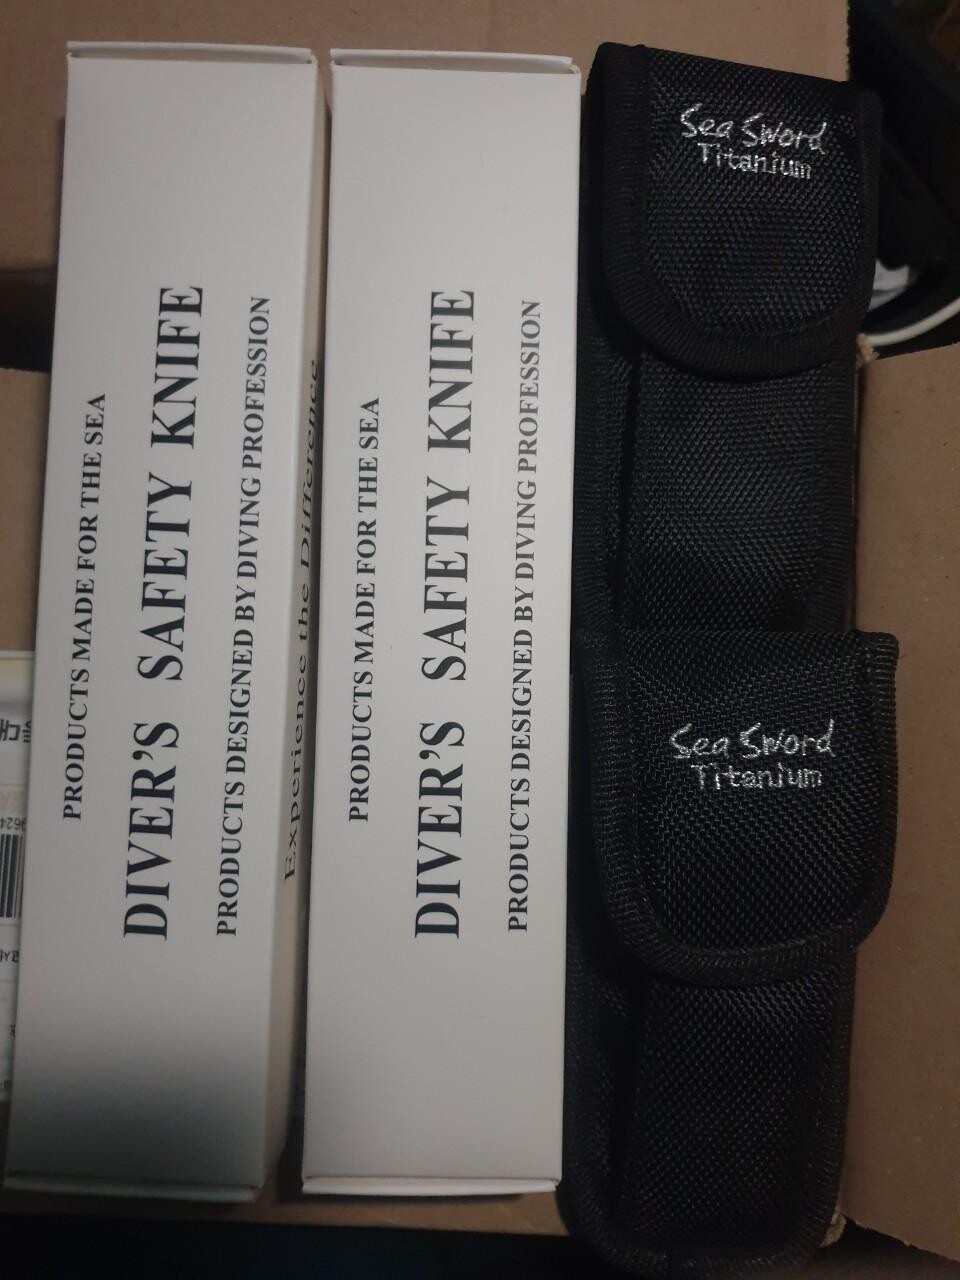 PRODUCTS MADE FOR THE SEA
DIVER'S SAFETY KNIFE
PRODUCTS DESIGNED BY DIVING PROFESSION
Experience the Difference
PRODUCTS MADE FOR THE SEA
DIVER'S SAFETY KNIFE
PRODUCTS DESIGNED BY DIVING PROFESSION
Sea Sword
Titanium
Sea Sword
Titanium